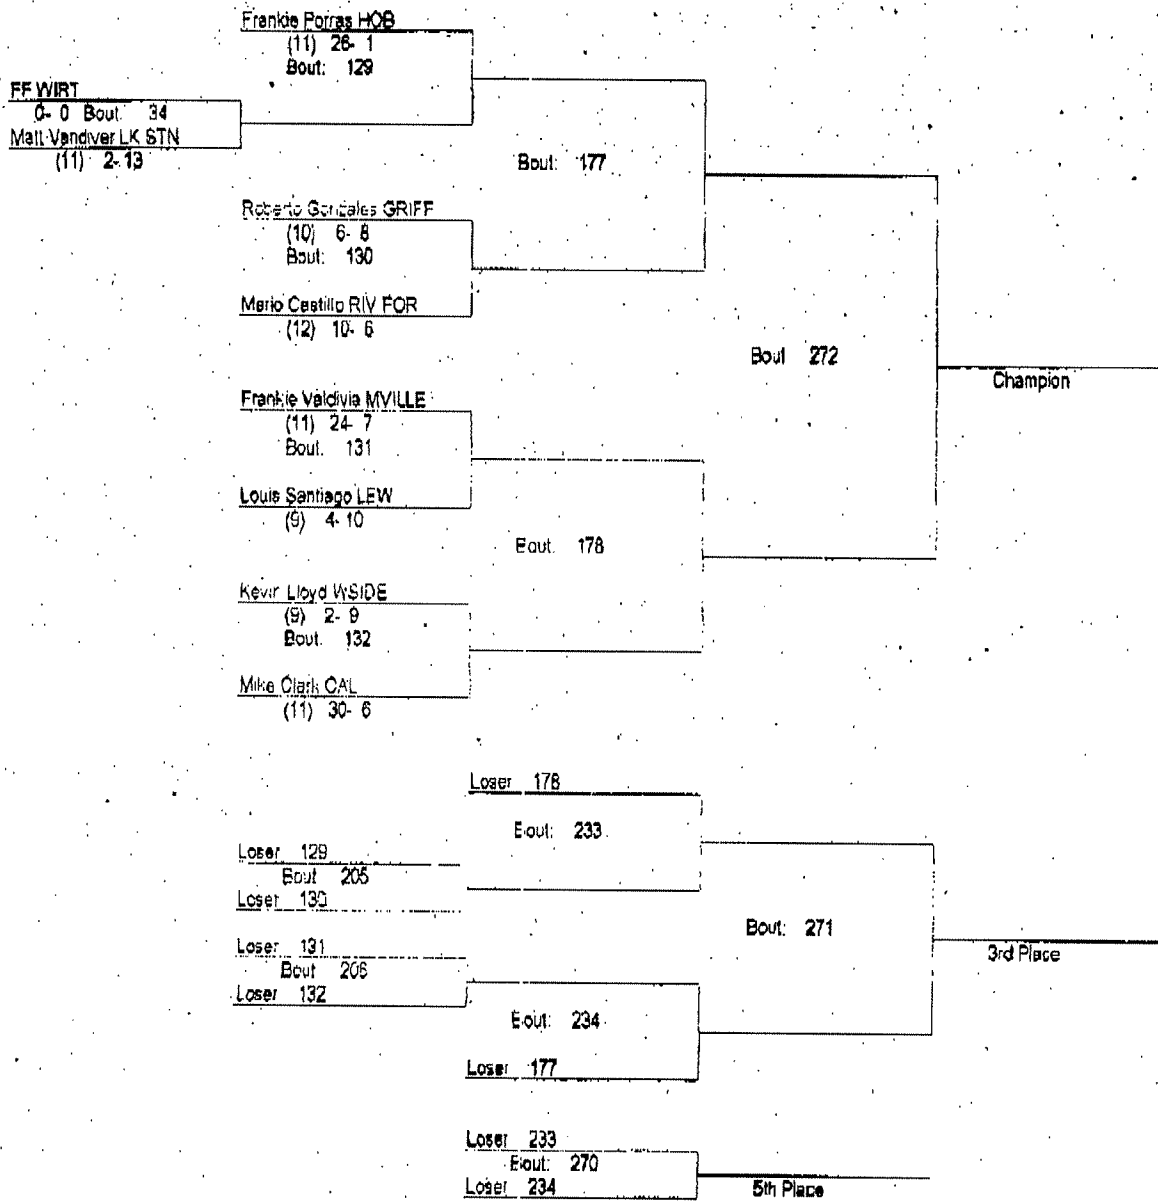 Frankie Porras HOB
(11) 26- 1
Bout: 129
FF WIRT
0- 0 Bout. 34
Matt Vandiver LK STN
(11) 2- 13
Bout: 177
Roberto Gonzales GRIFF
(10) 6- 8
Bout: 130
Mario Castillo RIV FOR
(12) 10- 6
Bout 272
Champion
Frankie Valdivia MVILLE
(11) 24- 7
Bout. 131
Louis Santiago LEW
(9) 4- 10
Bout. 178
Kevin Lloyd WSIDE
(9) 2- 9
Bout. 132
Mike Clark CAL
(11) 30- 6
Loser 178
Bout: 233
Loser 129
Bout 205
Loser 130
Bout: 271
Loser 131
Bout 206
Loser 132
3rd Place
Bout: 234
Loser 177
Loser 233
Bout: 270
Loser 234
5th Place